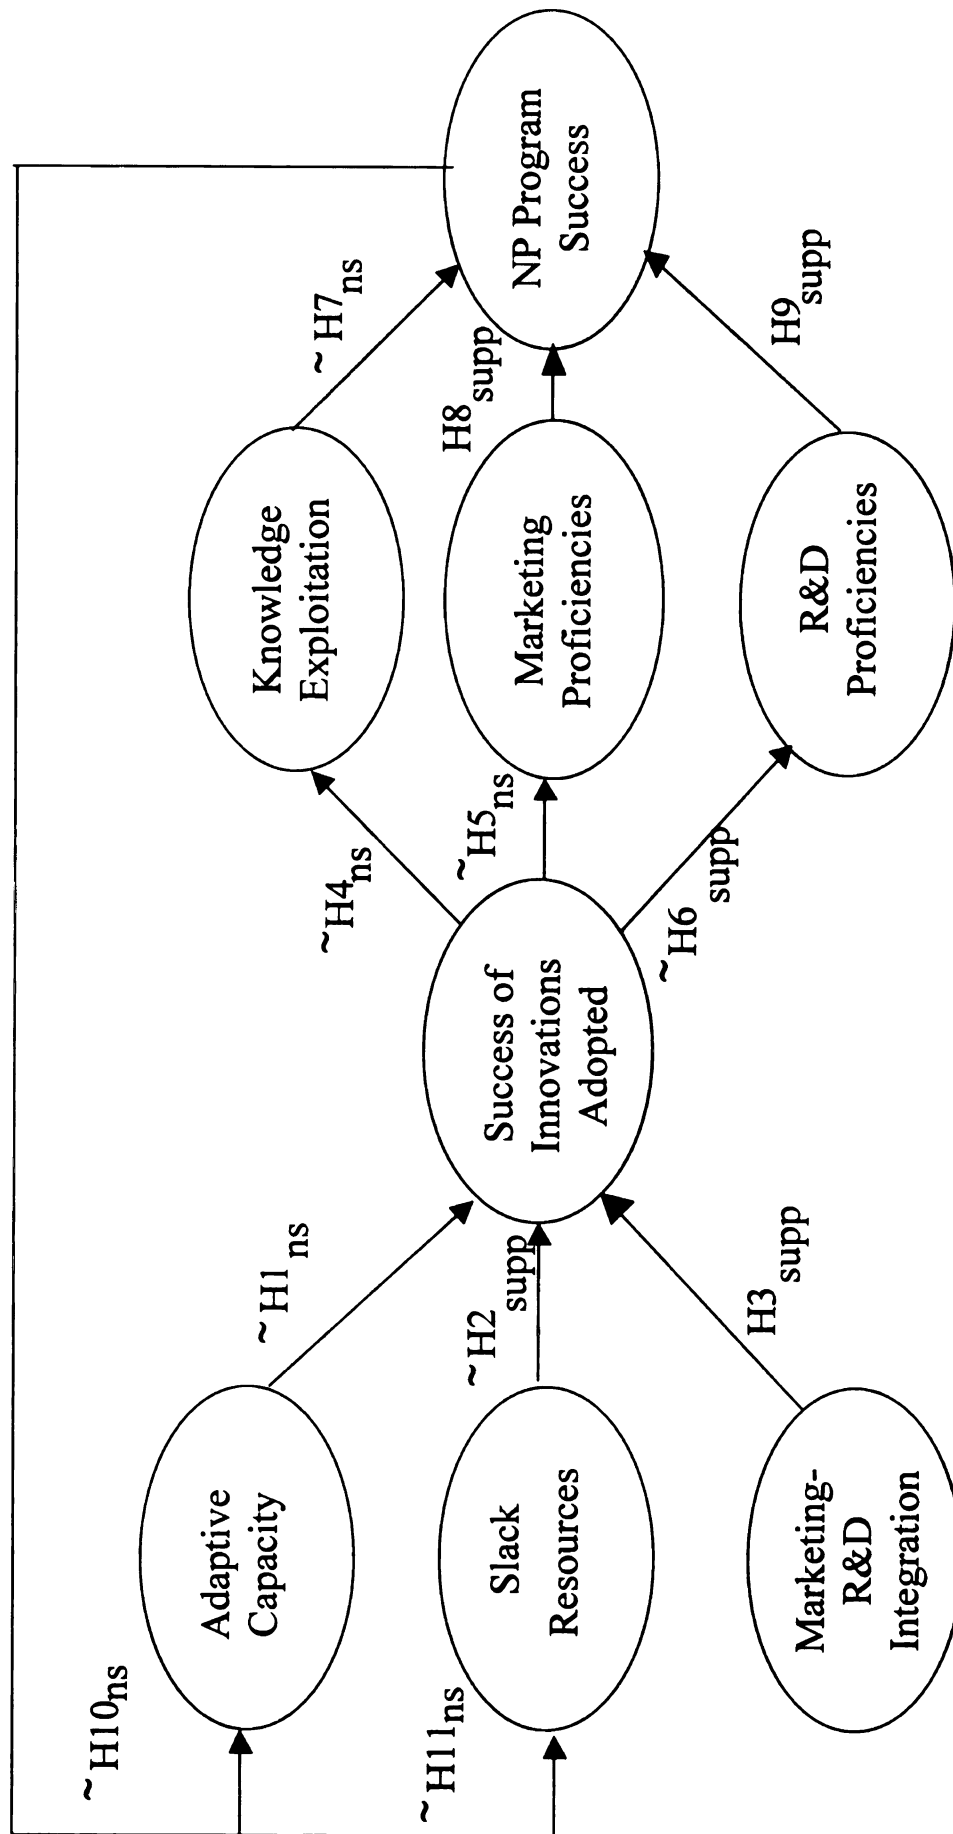 ~H10ns
Adaptive
Capacity
~H1ns
~H11ns
Slack
Resources
~H2supp
Marketing-
R&D
Integration
H3supp
Success of
Innovations
Adopted
~H4ns
~H5ns
~H6supp
Knowledge
Exploitation
~H7ns
Marketing
Proficiencies
H8supp
R&D
Proficiencies
H9supp
NP Program
Success